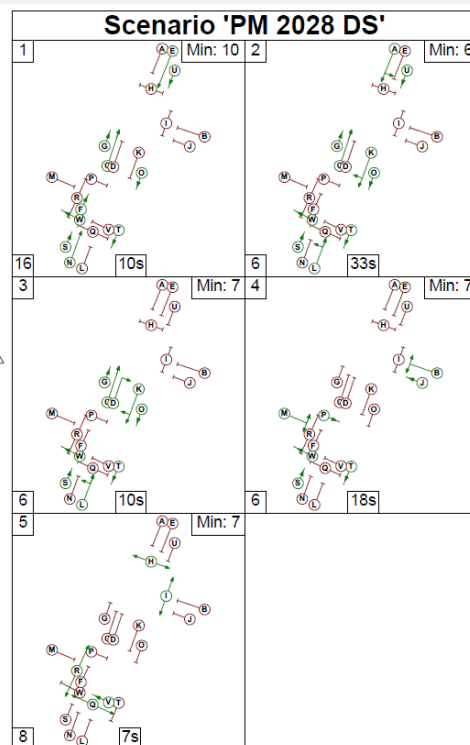 Scenario 'PM 2028 DS'
1 Min: 10
A E
U
H
I
B
J
G
K
D
O
M P
R
F
W
Q V T
S
N L
16 10s
2 Min: 6
A E
U
H
I
B
J
G
K
D
O
M P
R
F
W
Q V T
S
N L
6 33s
3 Min: 7
A E
U
H
I
B
J
G
K
D
O
M P
R
F
W
Q V T
S
N L
6 10s
4 Min: 7
A E
U
H
I
B
J
G
K
D
O
M P
R
F
W
Q V T
S
N L
6 18s
5 Min: 7
A E
U
H
I
B
J
G
K
D
O
M P
R
F
W
Q V T
S
N L
8 7s